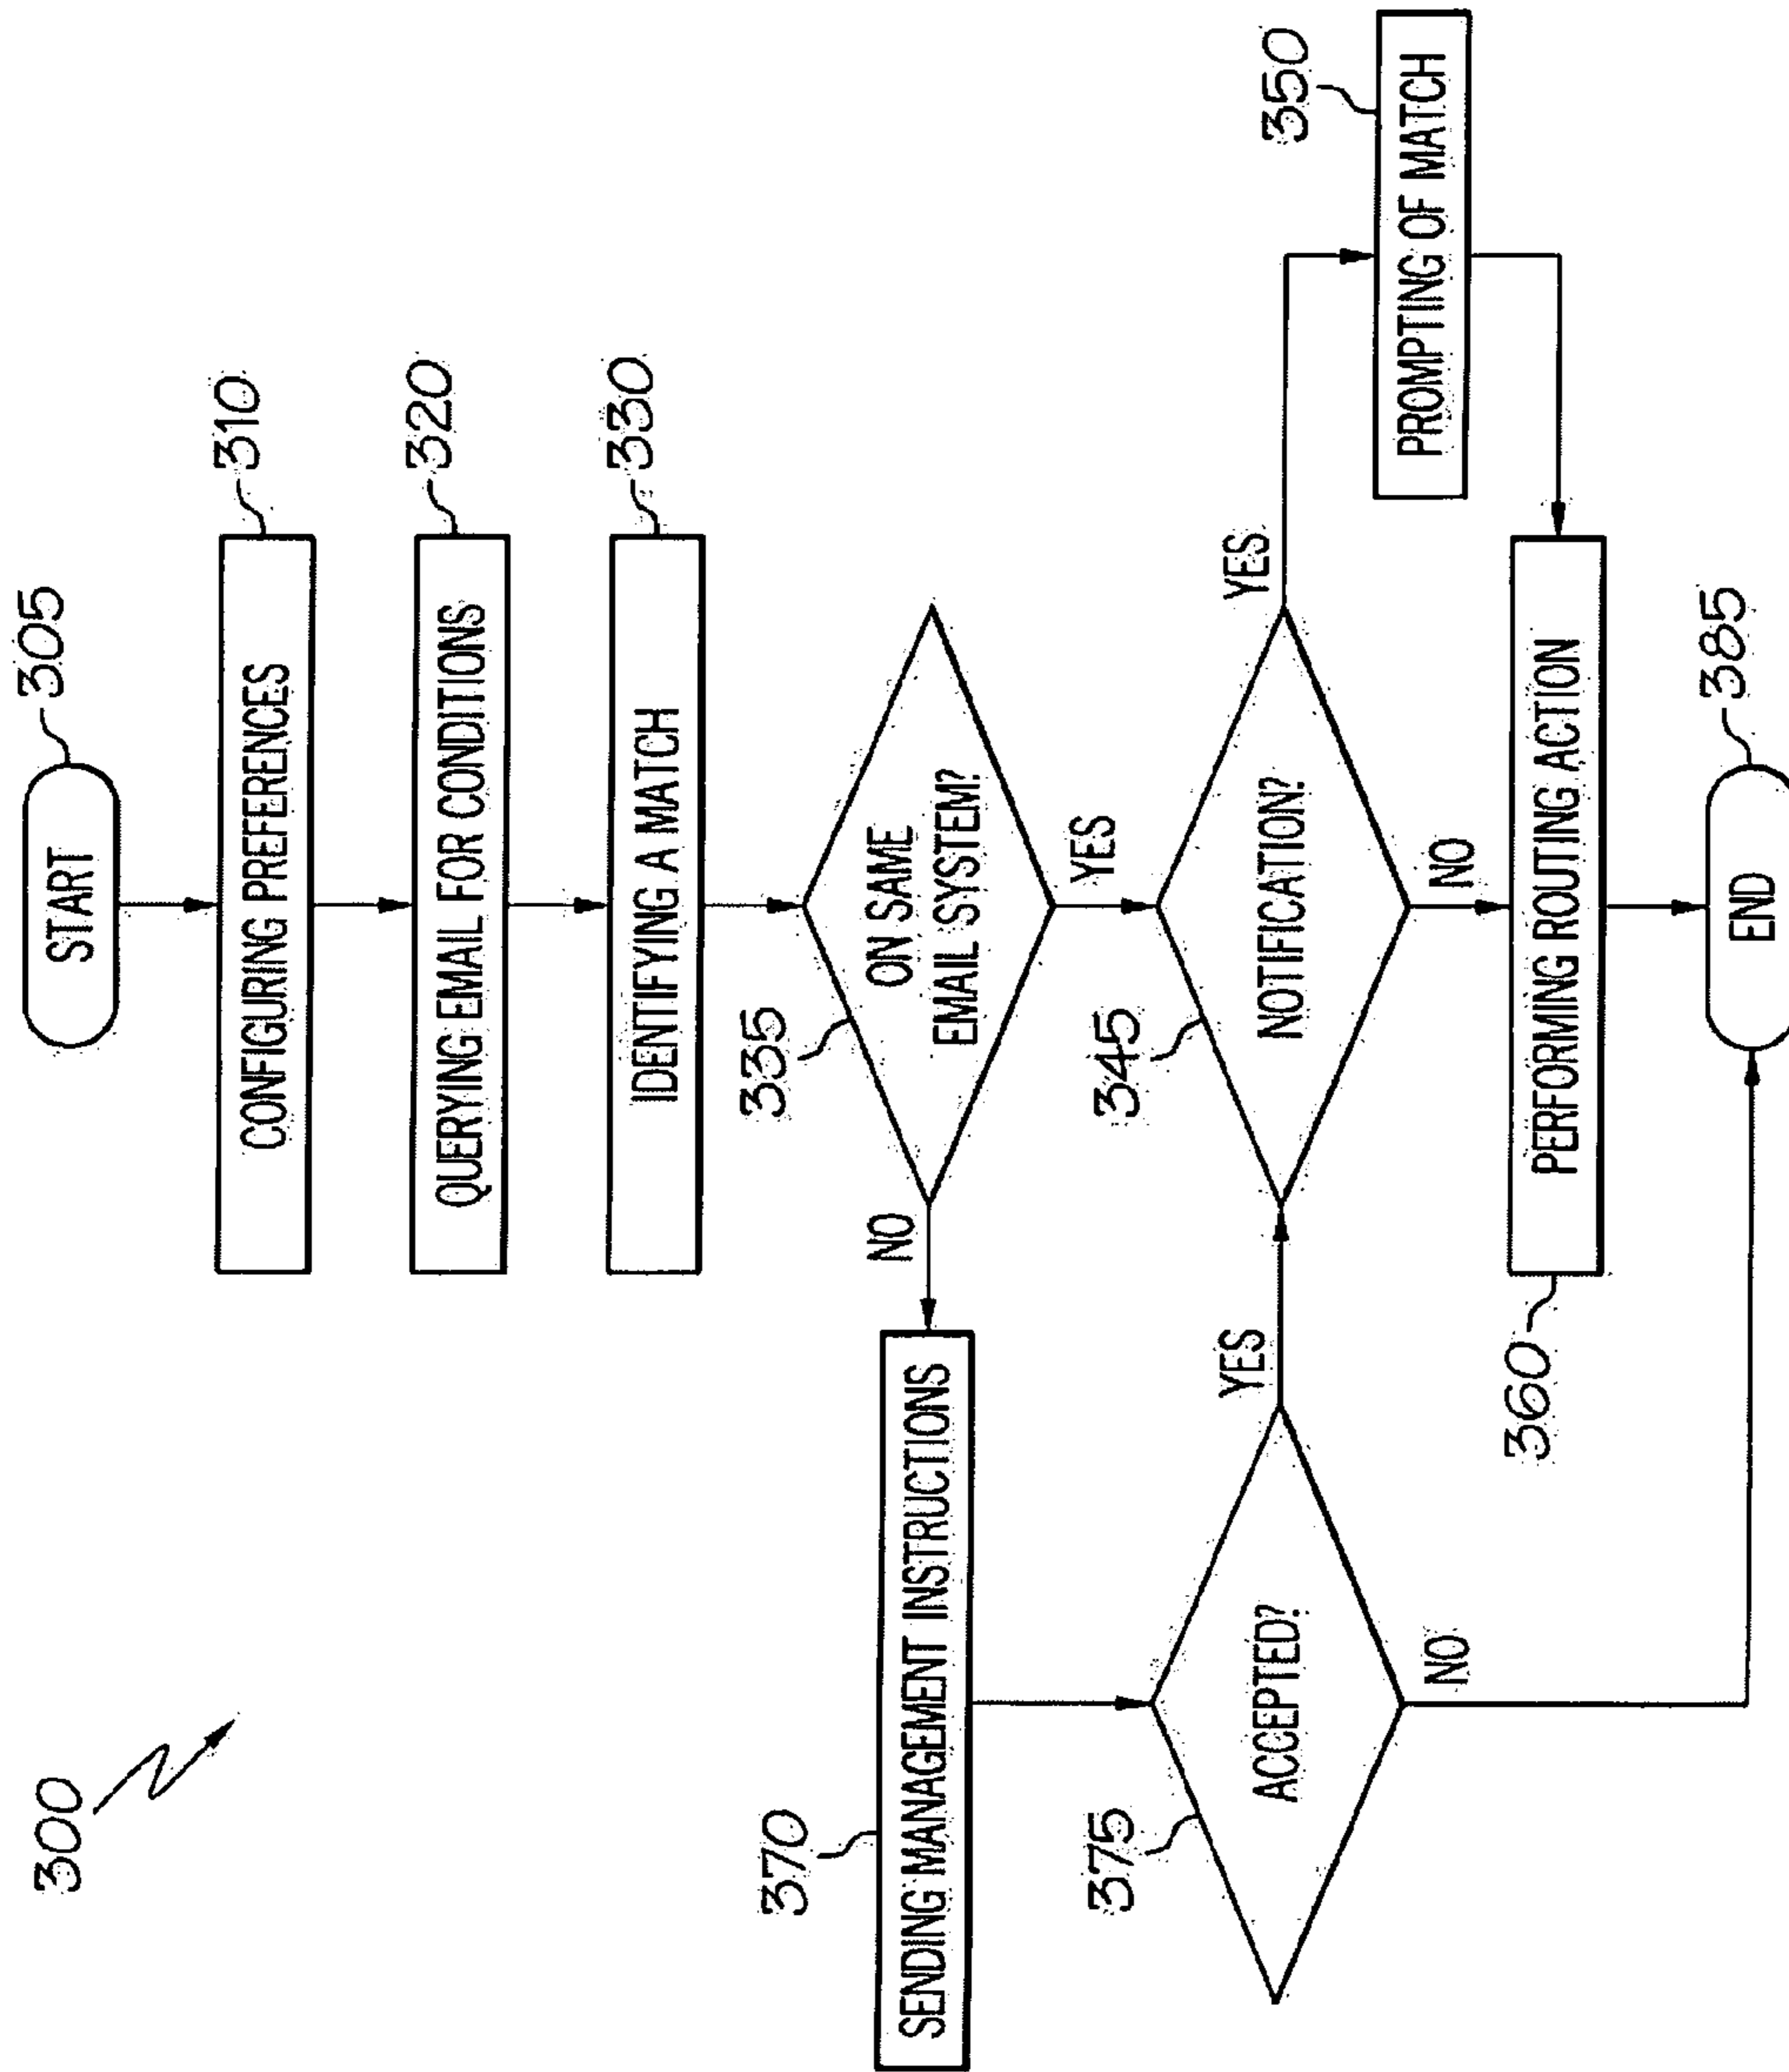 300
START
305
CONFIGURING PREFERENCES
310
QUERYING EMAIL FOR CONDITIONS
320
IDENTIFYING A MATCH
330
335
ON SAME
EMAIL SYSTEM?
NO
YES
370
SENDING MANAGEMENT INSTRUCTIONS
375
ACCEPTED?
YES
NO
345
NOTIFICATION?
YES
NO
350
PROMPTING OF MATCH
360
PERFORMING ROUTING ACTION
END
385